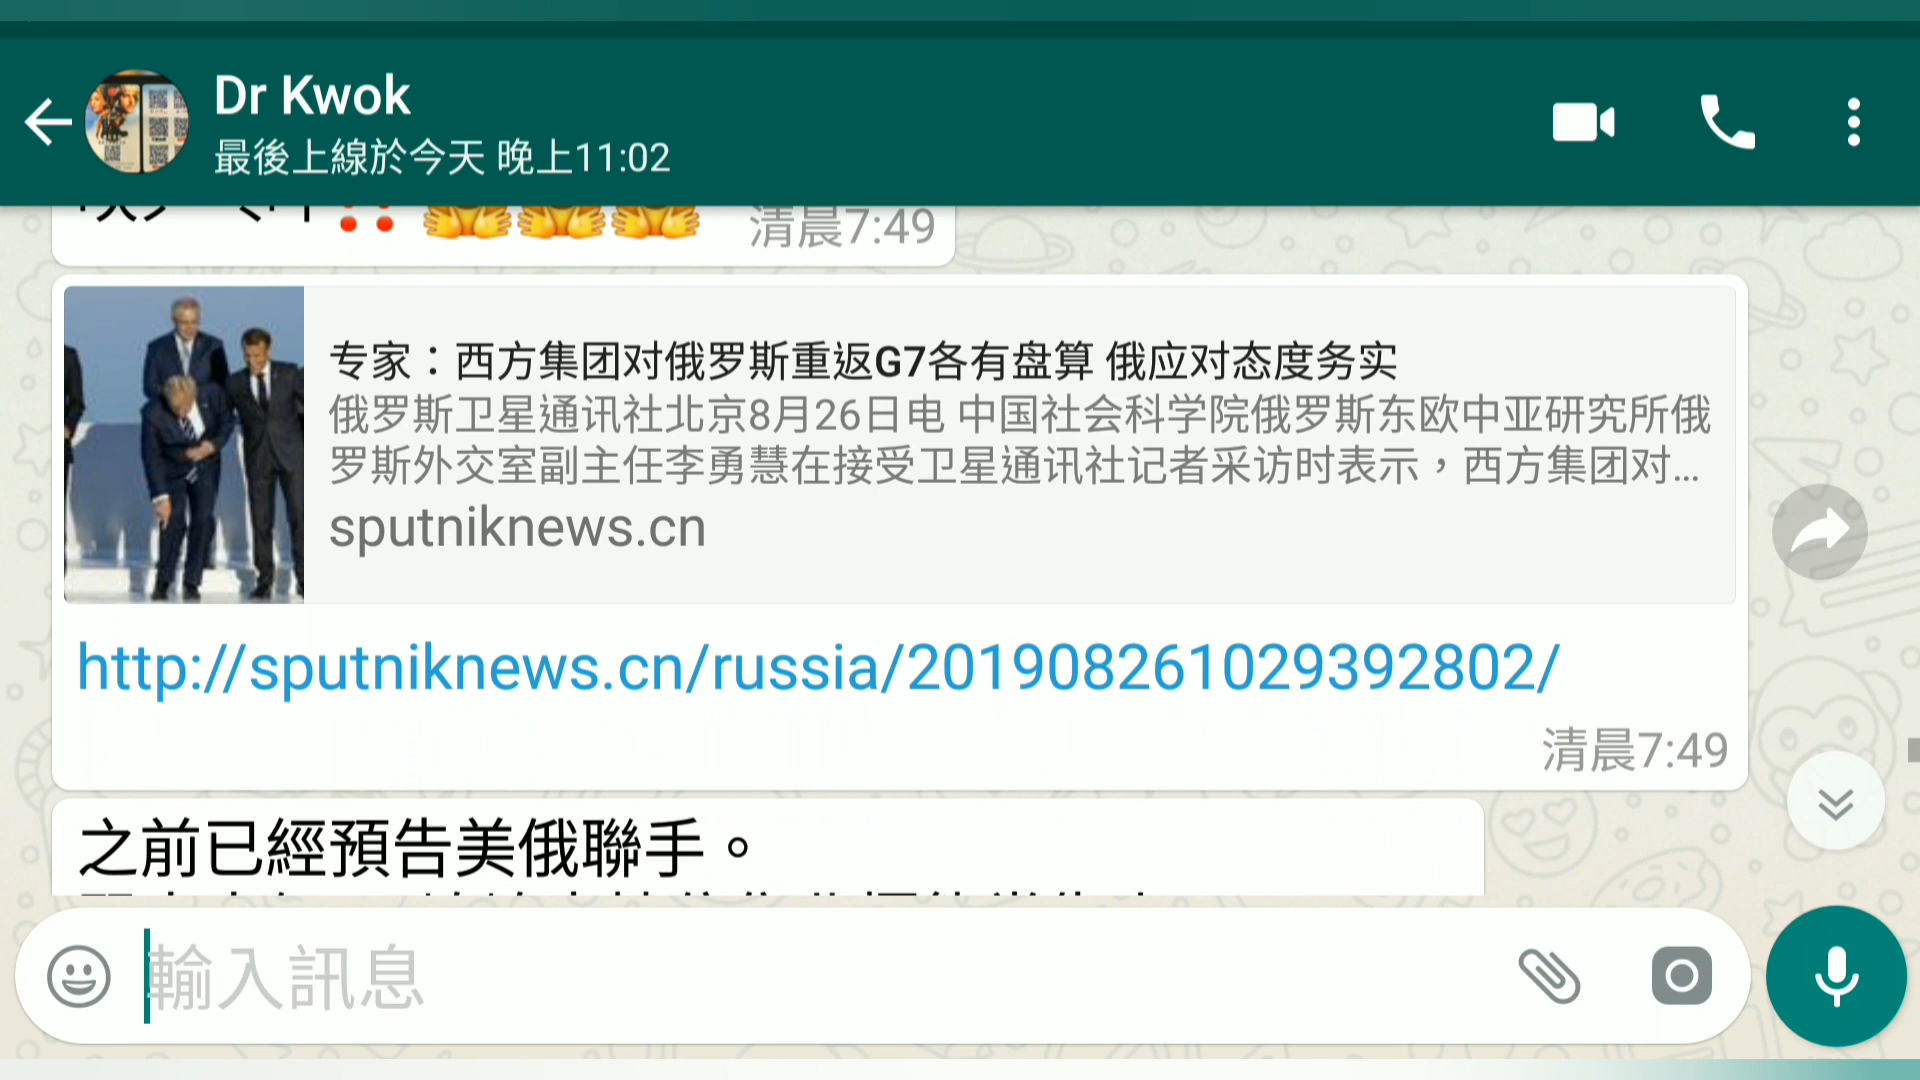 Dr Kwok
最後上線於今天 晚上11:02
清晨7:49
专家：西方集团对俄罗斯重返G7各有盘算 俄应对态度务实
俄罗斯卫星通讯社北京8月26日电 中国社会科学院俄罗斯东欧中亚研究所俄
罗斯外交室副主任李勇慧在接受卫星通讯社记者采访时表示，西方集团对...
sputniknews.cn
http://sputniknews.cn/russia/201908261029392802/
清晨7:49
之前已經預告美俄聯手。
輸入訊息